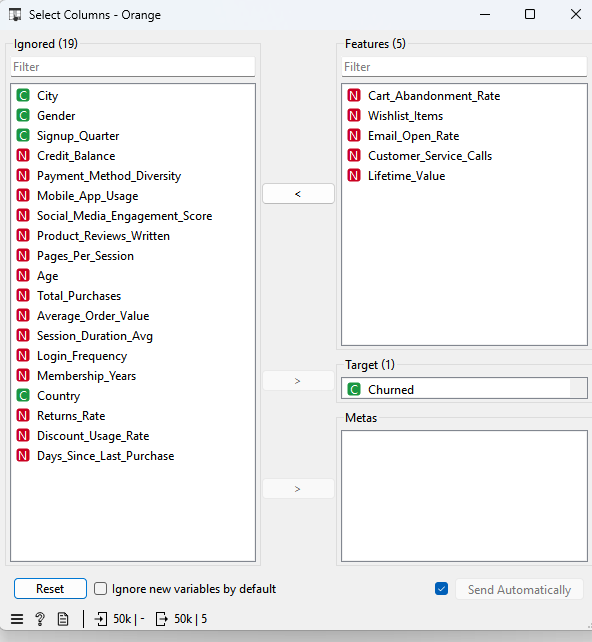 Select Columns - Orange
Ignored (19)
Filter
C City
C Gender
C Signup_Quarter
N Credit_Balance
N Payment_Method_Diversity
N Mobile_App_Usage
N Social_Media_Engagement_Score
N Product_Reviews_Written
N Pages_Per_Session
N Age
N Total_Purchases
N Average_Order_Value
N Session_Duration_Avg
N Login_Frequency
N Membership_Years
C Country
N Returns_Rate
N Discount_Usage_Rate
N Days_Since_Last_Purchase
<
>
>
Features (5)
Filter
N Cart_Abandonment_Rate
N Wishlist_Items
N Email_Open_Rate
N Customer_Service_Calls
N Lifetime_Value
Target (1)
C Churned
Metas
Reset
Ignore new variables by default
Send Automatically
? 50k | - 50k | 5